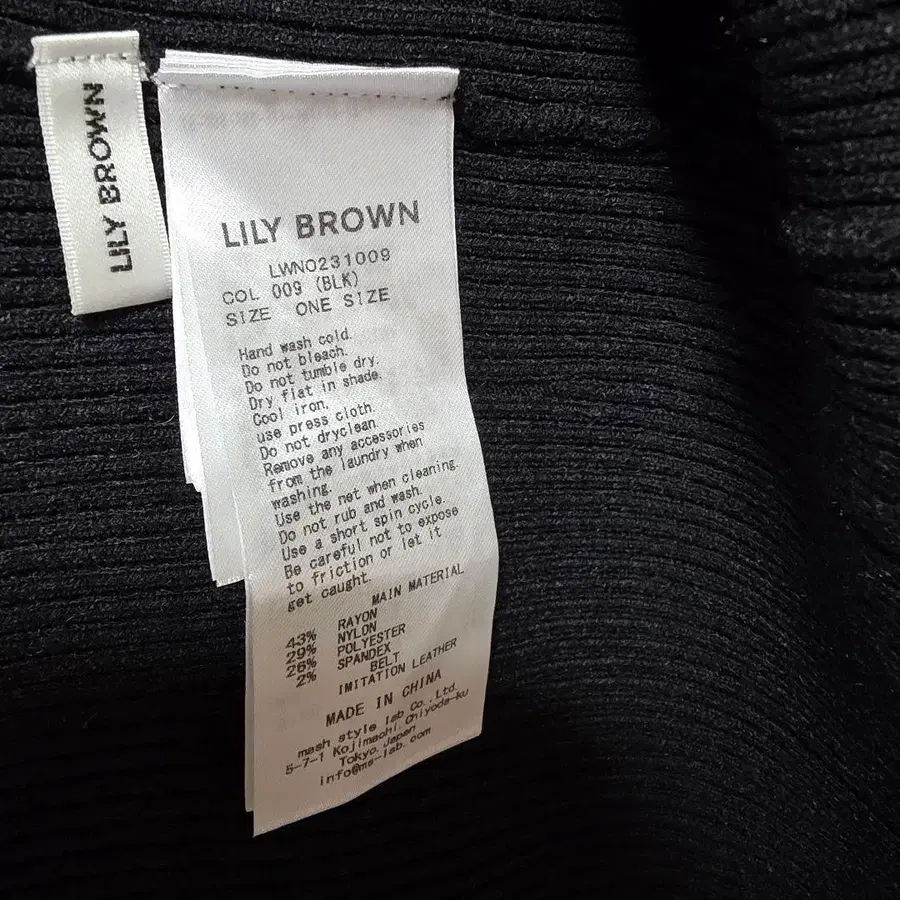 LILY BROWN
LILY BROWN
LWNO231009
COL 009 (BLK)
SIZE ONE SIZE
Hand wash cold.
Do not bleach.
Do not tumble dry.
Dry flat in shade.
Cool iron.
use press cloth.
Do not dryclean.
Remove any accessories
from the laundry when
washing.
Use the net when cleaning.
Do not rub and wash.
Use a short spin cycle.
Be careful not to expose
to friction or let it
get caught.
MAIN MATERIAL
43% RAYON
29% NYLON
26% POLYESTER
2% SPANDEX
BELT
IMITATION LEATHER
MADE IN CHINA
mash style lab Co.,Ltd.
5-7-1 Kojimachi,Chiyoda-ku
Tokyo,Japan
info@ms-lab.com